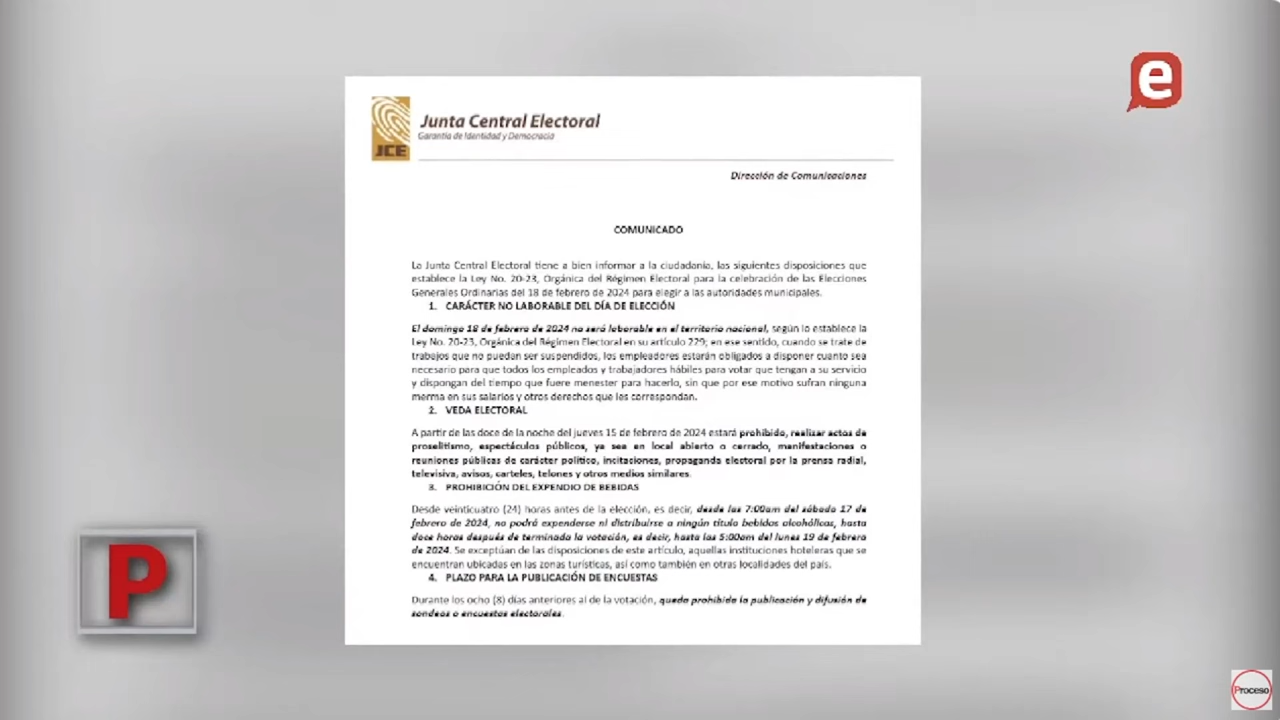 e
JCE
Junta Central Electoral
Garantía de Identidad y Democracia
Dirección de Comunicaciones
COMUNICADO
La Junta Central Electoral tiene a bien informar a la ciudadanía, las siguientes disposiciones que
establece la Ley No. 20-23, Orgánica del Régimen Electoral para la celebración de las Elecciones
Generales Ordinarias del 18 de febrero de 2024 para elegir a las autoridades municipales.
1. CARÁCTER NO LABORABLE DEL DÍA DE ELECCIÓN
El domingo 18 de febrero de 2024 no será laborable en el territorio nacional, según lo establece la
Ley No. 20-23, Orgánica del Régimen Electoral en su artículo 229; en ese sentido, cuando se trate de
trabajos que no puedan ser suspendidos, los empleadores estarán obligados a disponer cuanto sea
necesario para que todos los empleados y trabajadores hábiles para votar que tengan a su servicio
y dispongan del tiempo que fuere menester para hacerlo, sin que por ese motivo sufran ninguna
merma en sus salarios y otros derechos que les correspondan.
2. VEDA ELECTORAL
A partir de las doce de la noche del jueves 15 de febrero de 2024 estará prohibido, realizar actos de
proselitismo, espectáculos públicos, ya sea en local abierto o cerrado, manifestaciones o
reuniones públicas de carácter político, incitaciones, propaganda electoral por la prensa radial,
televisiva, avisos, carteles, telones y otros medios similares.
3. PROHIBICIÓN DEL EXPENDIO DE BEBIDAS
Desde veinticuatro (24) horas antes de la elección, es decir, desde las 7:00am del sábado 17 de
febrero de 2024, no podrá expenderse ni distribuirse a ningún título bebidas alcohólicas, hasta
doce horas después de terminada la votación, es decir, hasta las 5:00am del lunes 19 de febrero
de 2024. Se exceptúan de las disposiciones de este artículo, aquellas instituciones hoteleras que se
encuentran ubicadas en las zonas turísticas, así como también en otras localidades del país.
4. PLAZO PARA LA PUBLICACIÓN DE ENCUESTAS
Durante los ocho (8) días anteriores al de la votación, queda prohibida la publicación y difusión de
sondeos o encuestas electorales.
P
Proceso